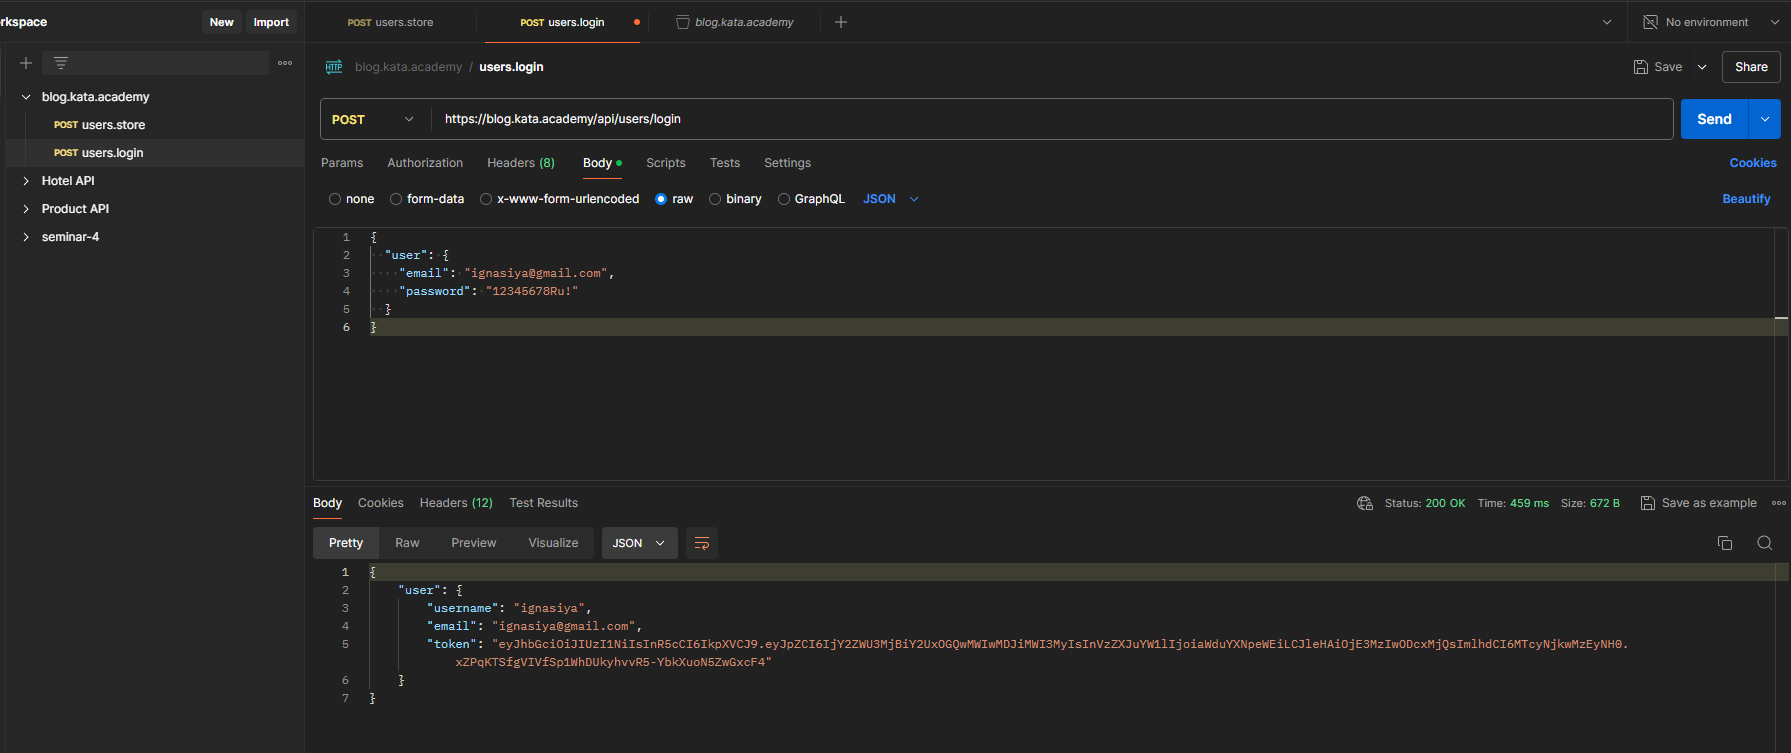 rkspace
New
Import
POST users.store
POST users.login
blog.kata.academy
No environment
blog.kata.academy
POST users.store
POST users.login
Hotel API
Product API
seminar-4
HTTP
blog.kata.academy / users.login
Save
Share
POST
https://blog.kata.academy/api/users/login
Send
Params
Authorization
Headers (8)
Body
Scripts
Tests
Settings
Cookies
none
form-data
x-www-form-urlencoded
raw
binary
GraphQL
JSON
Beautify
1 {
2 "user": {
3 "email": "ignasiya@gmail.com",
4 "password": "12345678Ru!"
5 }
6 }
Body
Cookies
Headers (12)
Test Results
Status: 200 OK
Time: 459 ms
Size: 672 B
Save as example
Pretty
Raw
Preview
Visualize
JSON
1 {
2 "user": {
3 "username": "ignasiya",
4 "email": "ignasiya@gmail.com",
5 "token": "eyJhbGciOiJIUzI1NiIsInR5cCI6IkpXVCJ9.eyJpZCI6IjY2ZWU3MjBiY2UxOGQwMWIwMDJiMWI3MyIsInVzZXJuYW1lIjoiaWduYXNpeWEiLCJleHAiOjE3MzIwODcxMjQsImlhdCI6MTcyNjkwMzEyNH0.
xZPqKTSfgVIVfSp1WhDUkyhvvR5-YbkXuoN5ZwGxcF4"
6 }
7 }